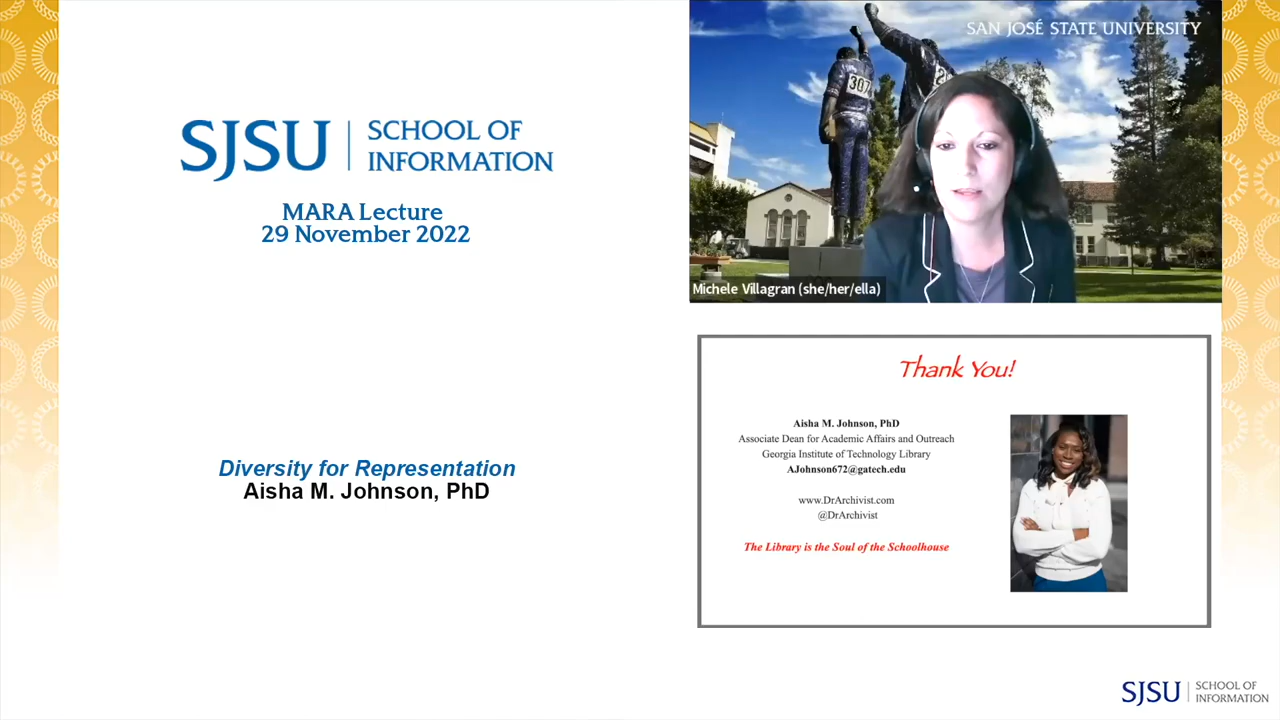 SJSU
SCHOOL OF
INFORMATION
MARA Lecture
29 November 2022
Diversity for Representation
Aisha M. Johnson, PhD
SAN JOSÉ STATE UNIVERSITY
307
Michele Villagran (she/her/ella)
Thank You!
Aisha M. Johnson, PhD
Associate Dean for Academic Affairs and Outreach
Georgia Institute of Technology Library
AJohnson672@gatech.edu
www.DrArchivist.com
@DrArchivist
The Library is the Soul of the Schoolhouse
SJSU
SCHOOL OF
INFORMATION